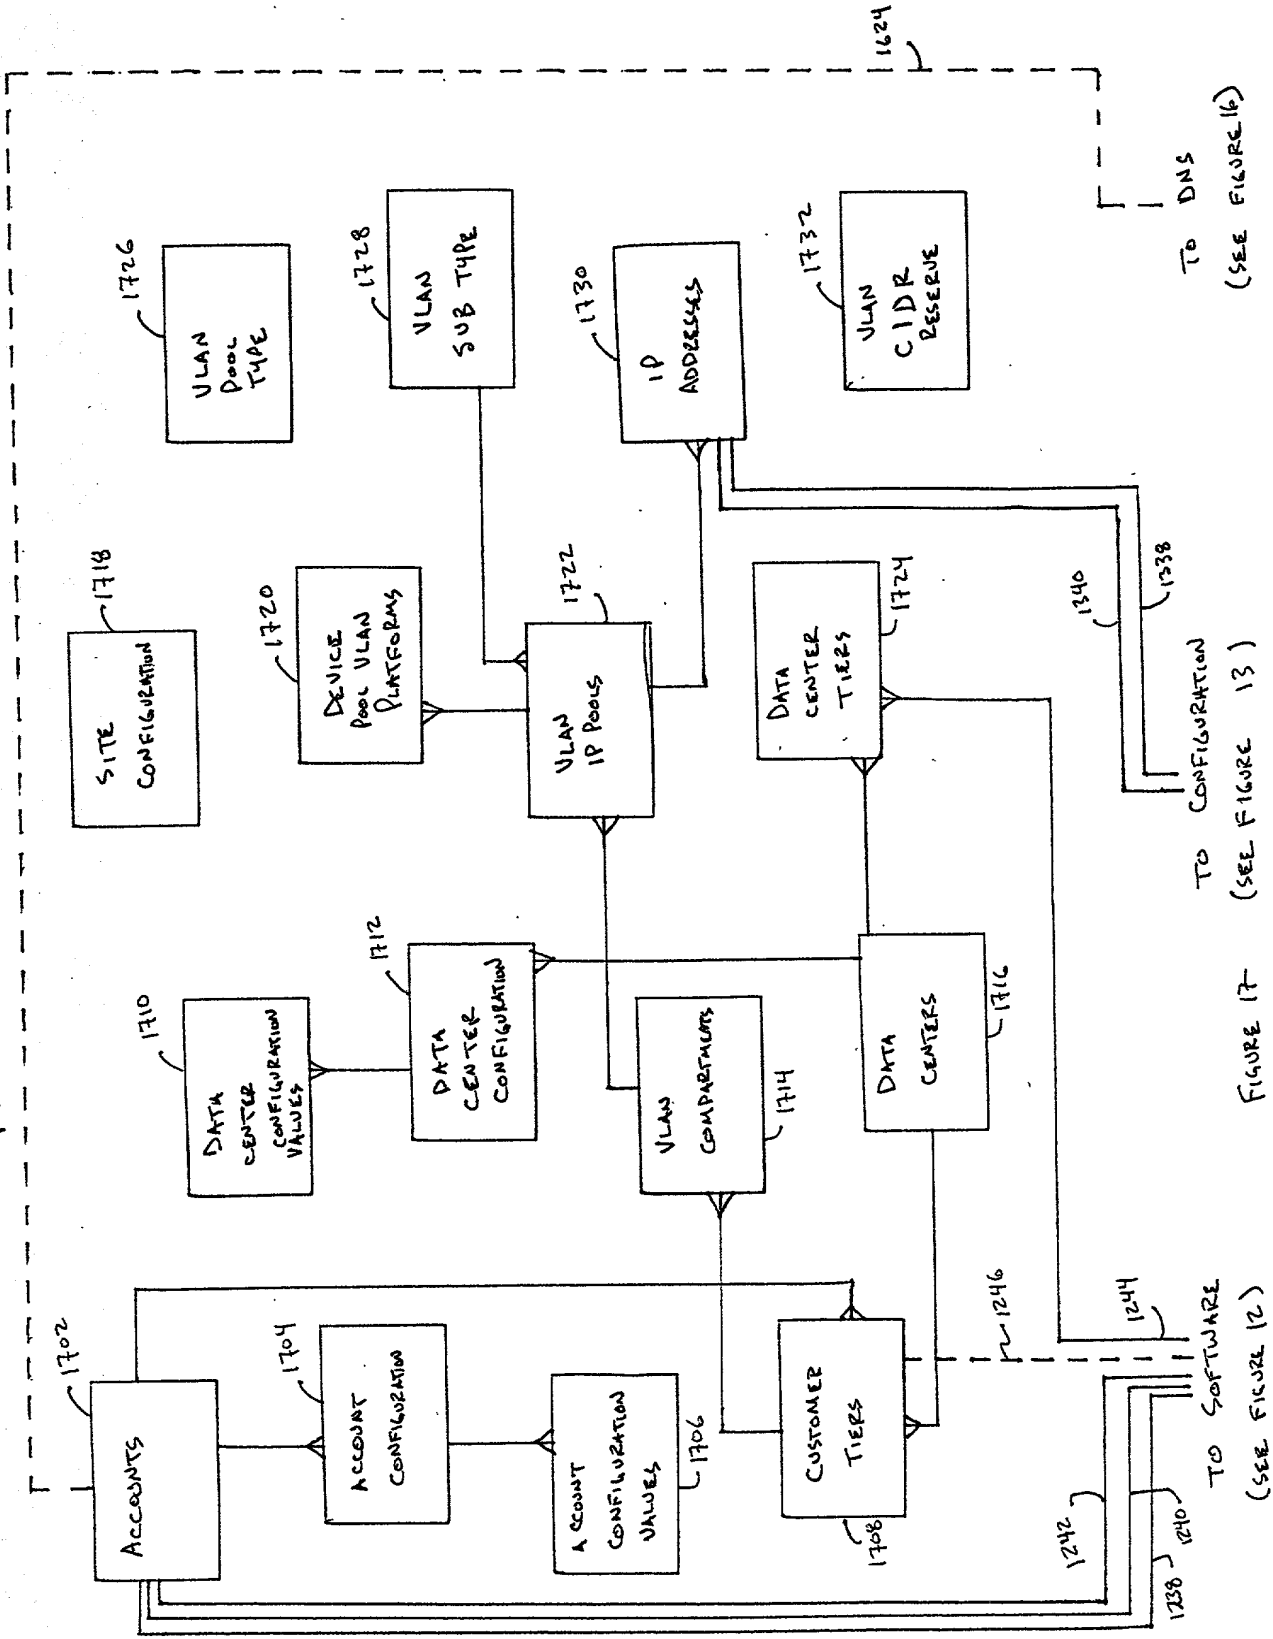 1702
ACCOUNTS
1704
ACCOUNT
CONFIGURATION
ACCOUNT
CONFIGURATION
VALUES
1706
CUSTOMER
TIERS
1708
1710
DATA
CENTER
CONFIGURATION
VALUES
1712
DATA
CENTER
CONFIGURATION
VLAN
COMPARTMENTS
1714
DATA
CENTERS
1716
SITE
CONFIGURATION
1718
1720
DEVICE
POOL VLAN
PLATFORMS
1722
VLAN
IP POOLS
DATA
CENTER
TIERS
1724
1726
VLAN
POOL
TYPE
1728
VLAN
SUB TYPE
1730
IP
ADDRESSES
1732
VLAN
CIDR
RESERVE
1624
1340
1338
1246
1244
1242
1240
1238
TO SOFTWARE
(SEE FIGURE 12)
TO CONFIGURATION
(SEE FIGURE 13)
TO DNS
(SEE FIGURE 16)
FIGURE 17